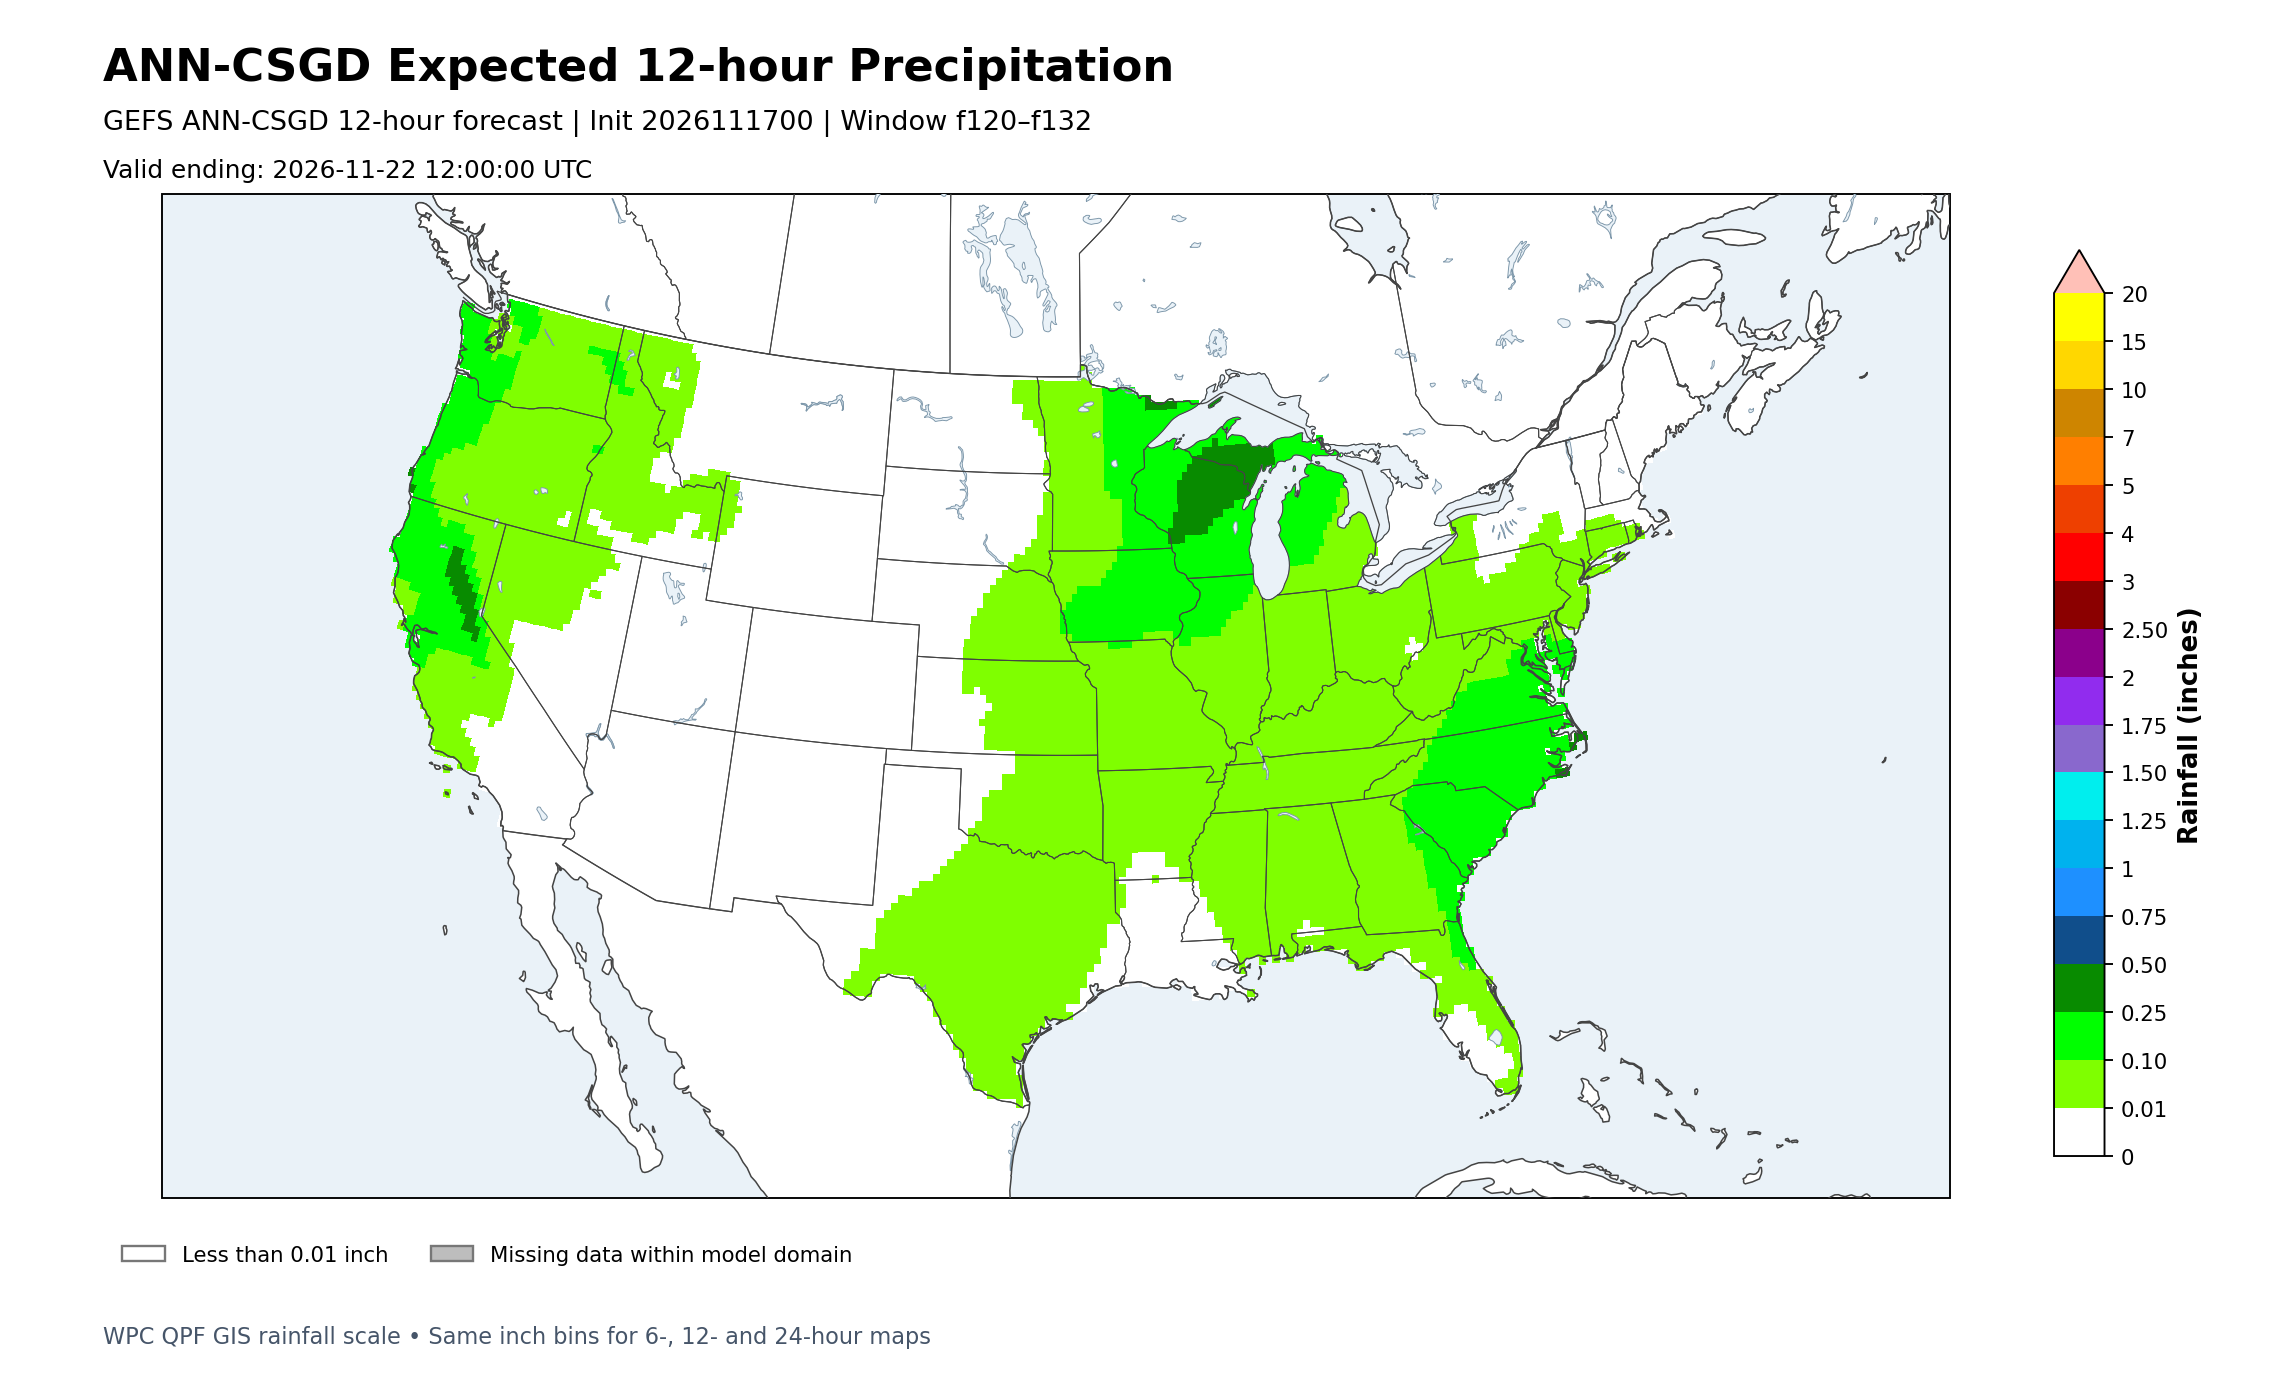 ANN-CSGD Expected 12-hour Precipitation
GEFS ANN-CSGD 12-hour forecast | Init 2026111700 | Window f120–f132
Valid ending: 2026-11-22 12:00:00 UTC
20
15
10
7
5
4
3
2.50
2
1.75
1.50
1.25
1
0.75
0.50
0.25
0.10
0.01
0
Rainfall (inches)
Less than 0.01 inch
Missing data within model domain
WPC QPF GIS rainfall scale • Same inch bins for 6-, 12- and 24-hour maps